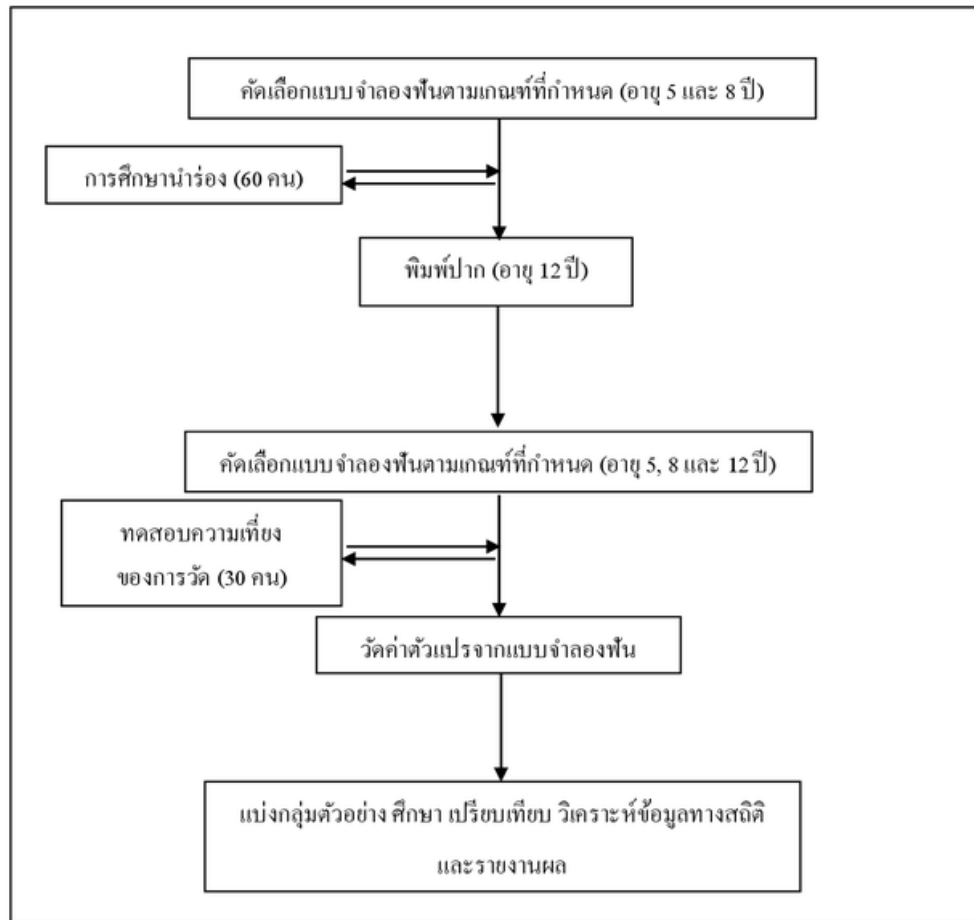 คัดเลือกแบบจำลองฟันตามเกณฑ์ที่กำหนด (อายุ 5 และ 8 ปี)
การศึกษานำร่อง (60 คน)
พิมพ์ปาก (อายุ 12 ปี)
คัดเลือกแบบจำลองฟันตามเกณฑ์ที่กำหนด (อายุ 5, 8 และ 12 ปี)
ทดสอบความเที่ยง
ของการวัด (30 คน)
วัดค่าตัวแปรจากแบบจำลองฟัน
แบ่งกลุ่มตัวอย่าง ศึกษา เปรียบเทียบ วิเคราะห์ข้อมูลทางสถิติ
และรายงานผล